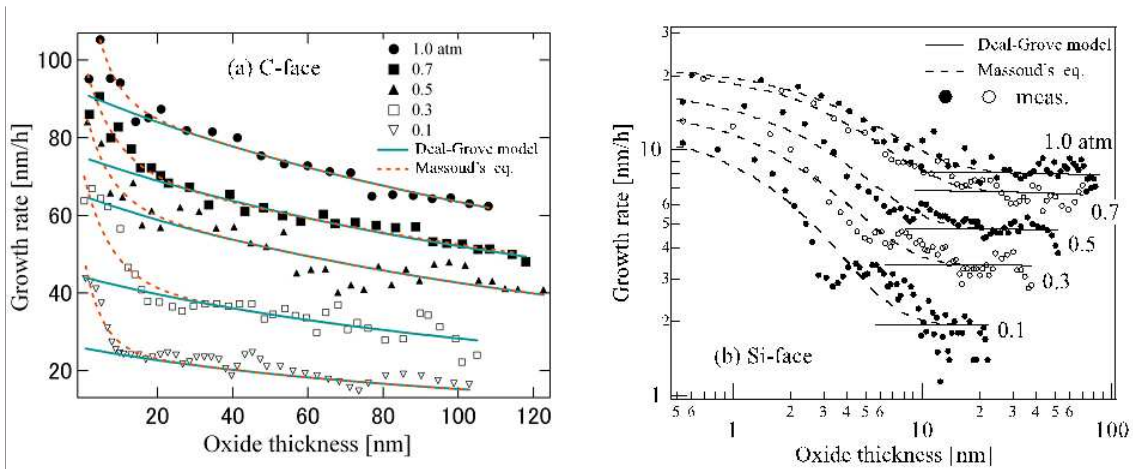 (a) C-face
1.0 atm
0.7
0.5
0.3
0.1
Deal-Grove model
Massoud's eq.
100
80
60
40
20
Growth rate [nm/h]
20 40 60 80 100 120
Oxide thickness [nm]
Deal-Grove model
Massoud's eq.
meas.
1.0 atm
0.7
0.5
0.3
0.1
(b) Si-face
3
2
10
6
5
4
3
2
1
Growth rate [nm/h]
5 6 2 3 4 5 6 2 3 4 5 6
1 10 100
Oxide thickness [nm]